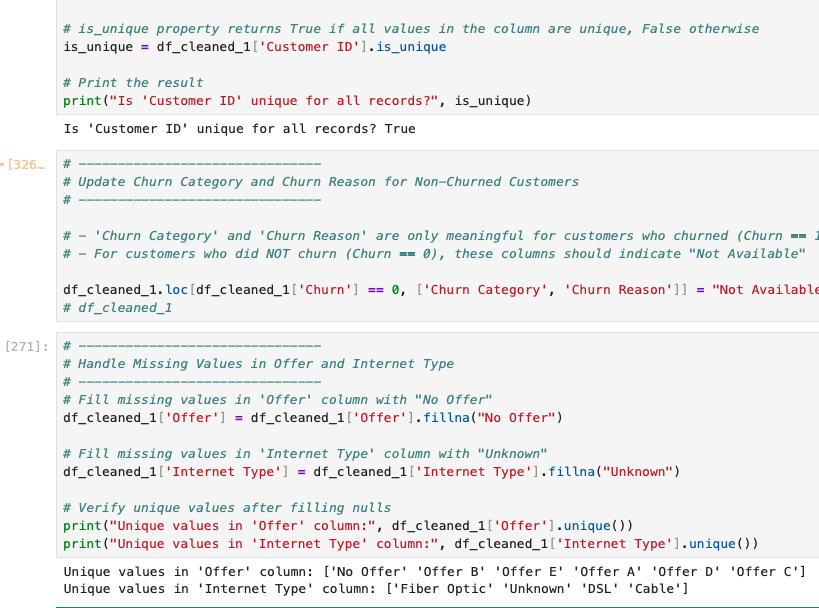 # is_unique property returns True if all values in the column are unique, False otherwise
is_unique = df_cleaned_1['Customer ID'].is_unique
# Print the result
print("Is 'Customer ID' unique for all records?", is_unique)
Is 'Customer ID' unique for all records? True
[326…
# -------------------------------
# Update Churn Category and Churn Reason for Non-Churned Customers
# -------------------------------
# - 'Churn Category' and 'Churn Reason' are only meaningful for customers who churned (Churn == 1
# - For customers who did NOT churn (Churn == 0), these columns should indicate "Not Available"
df_cleaned_1.loc[df_cleaned_1['Churn'] == 0, ['Churn Category', 'Churn Reason']] = "Not Available
# df_cleaned_1
[271]:
# -------------------------------
# Handle Missing Values in Offer and Internet Type
# -------------------------------
# Fill missing values in 'Offer' column with "No Offer"
df_cleaned_1['Offer'] = df_cleaned_1['Offer'].fillna("No Offer")
# Fill missing values in 'Internet Type' column with "Unknown"
df_cleaned_1['Internet Type'] = df_cleaned_1['Internet Type'].fillna("Unknown")
# Verify unique values after filling nulls
print("Unique values in 'Offer' column:", df_cleaned_1['Offer'].unique())
print("Unique values in 'Internet Type' column:", df_cleaned_1['Internet Type'].unique())
Unique values in 'Offer' column: ['No Offer' 'Offer B' 'Offer E' 'Offer A' 'Offer D' 'Offer C']
Unique values in 'Internet Type' column: ['Fiber Optic' 'Unknown' 'DSL' 'Cable']